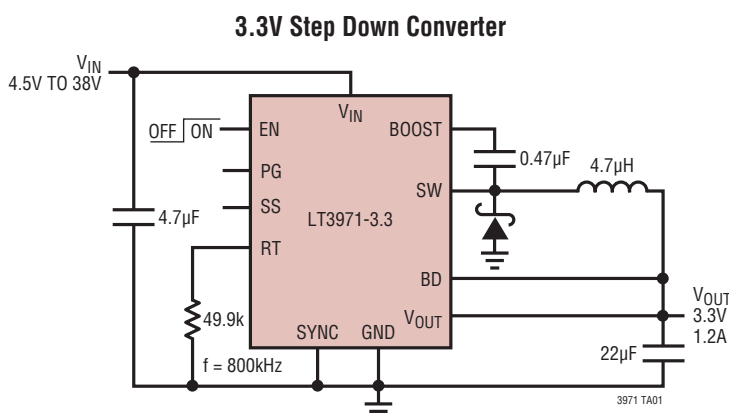 3.3V Step Down Converter
VIN
4.5V TO 38V
OFF ON
EN
VIN
BOOST
0.47µF
4.7µH
PG
SW
SS
4.7µF
LT3971-3.3
RT
BD
49.9k
VOUT
VOUT
3.3V
1.2A
SYNC
GND
f = 800kHz
22µF
3971 TA01